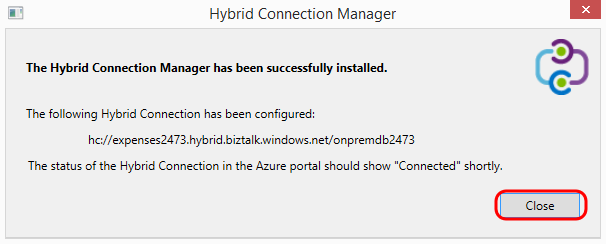 Hybrid Connection Manager
The Hybrid Connection Manager has been successfully installed.
The following Hybrid Connection has been configured:
hc://expenses2473.hybrid.biztalk.windows.net/onpremdb2473
The status of the Hybrid Connection in the Azure portal should show "Connected" shortly.
Close